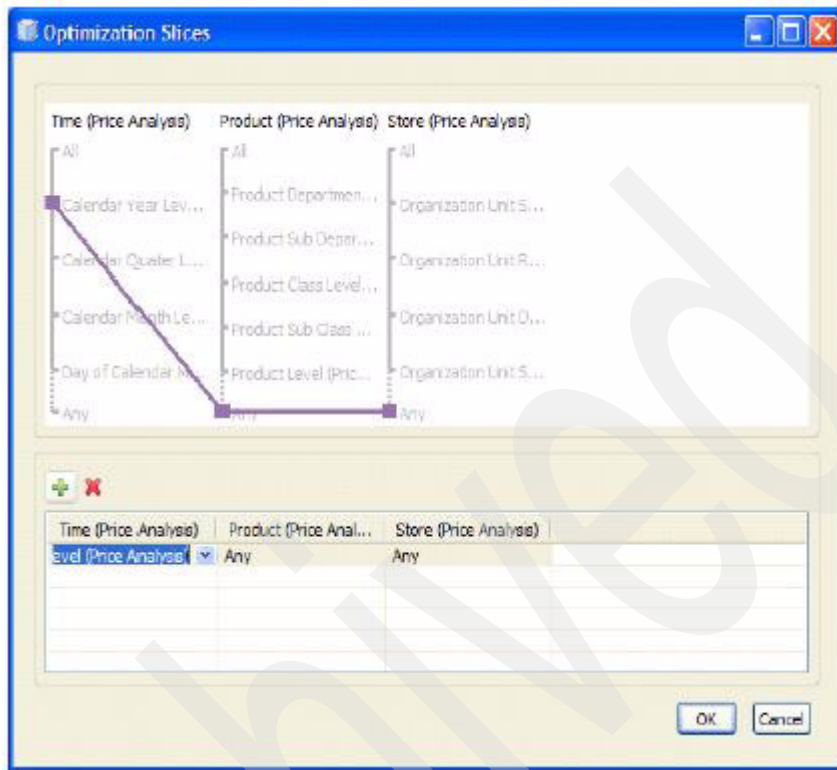 Optimization Slices
Time (Price Analysis) Product (Price Analysis) Store (Price Analysis)
All All All
Calendar Year Lev... Product Departmen... Organization Unit S...
Calendar Quater L... Product Sub Depar... Organization Unit R...
Calendar Month Le... Product Class Level... Organization Unit D...
Product Sub Class ...
Day of Calendar M... Product Level (Pric... Organization Unit S...
Any Any Any
Time (Price Analysis) Product (Price Anal... Store (Price Analysis)
evel (Price Analysis) Any Any
OK Cancel
hived